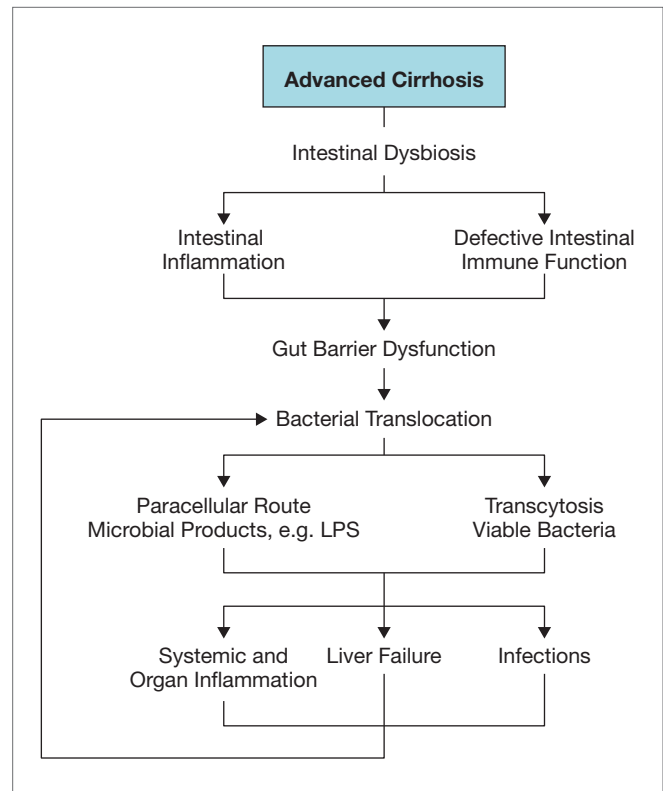 Advanced Cirrhosis
Intestinal Dysbiosis
Intestinal
Inflammation
Defective Intestinal
Immune Function
Gut Barrier Dysfunction
Bacterial Translocation
Paracellular Route
Microbial Products, e.g. LPS
Transcytosis
Viable Bacteria
Systemic and
Organ Inflammation
Liver Failure
Infections